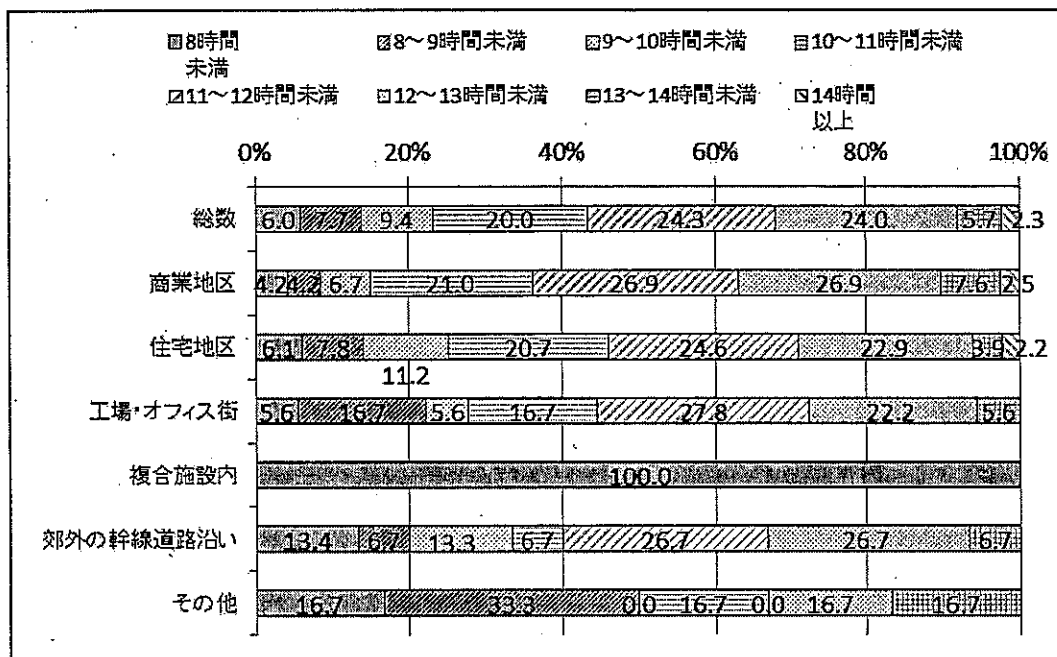 8時間 8～9時間未満 9～10時間未満 10～11時間未満
未満
11～12時間未満 12～13時間未満 13～14時間未満 14時間
以上
0% 20% 40% 60% 80% 100%
総数 6.0 7.7 9.4 20.0 24.3 24.0 5.7 2.3
商業地区 4.2 4.2 6.7 21.0 26.9 26.9 7.6 2.5
住宅地区 6.1 7.8 20.7 24.6 22.9 3.9 2.2
11.2
工場・オフィス街 5.6 16.7 5.6 16.7 27.8 22.2 5.6
複合施設内 100.0
郊外の幹線道路沿い 13.4 6.7 13.3 6.7 26.7 26.7 6.7
その他 16.7 33.3 0.0 16.7 0.0 16.7 16.7